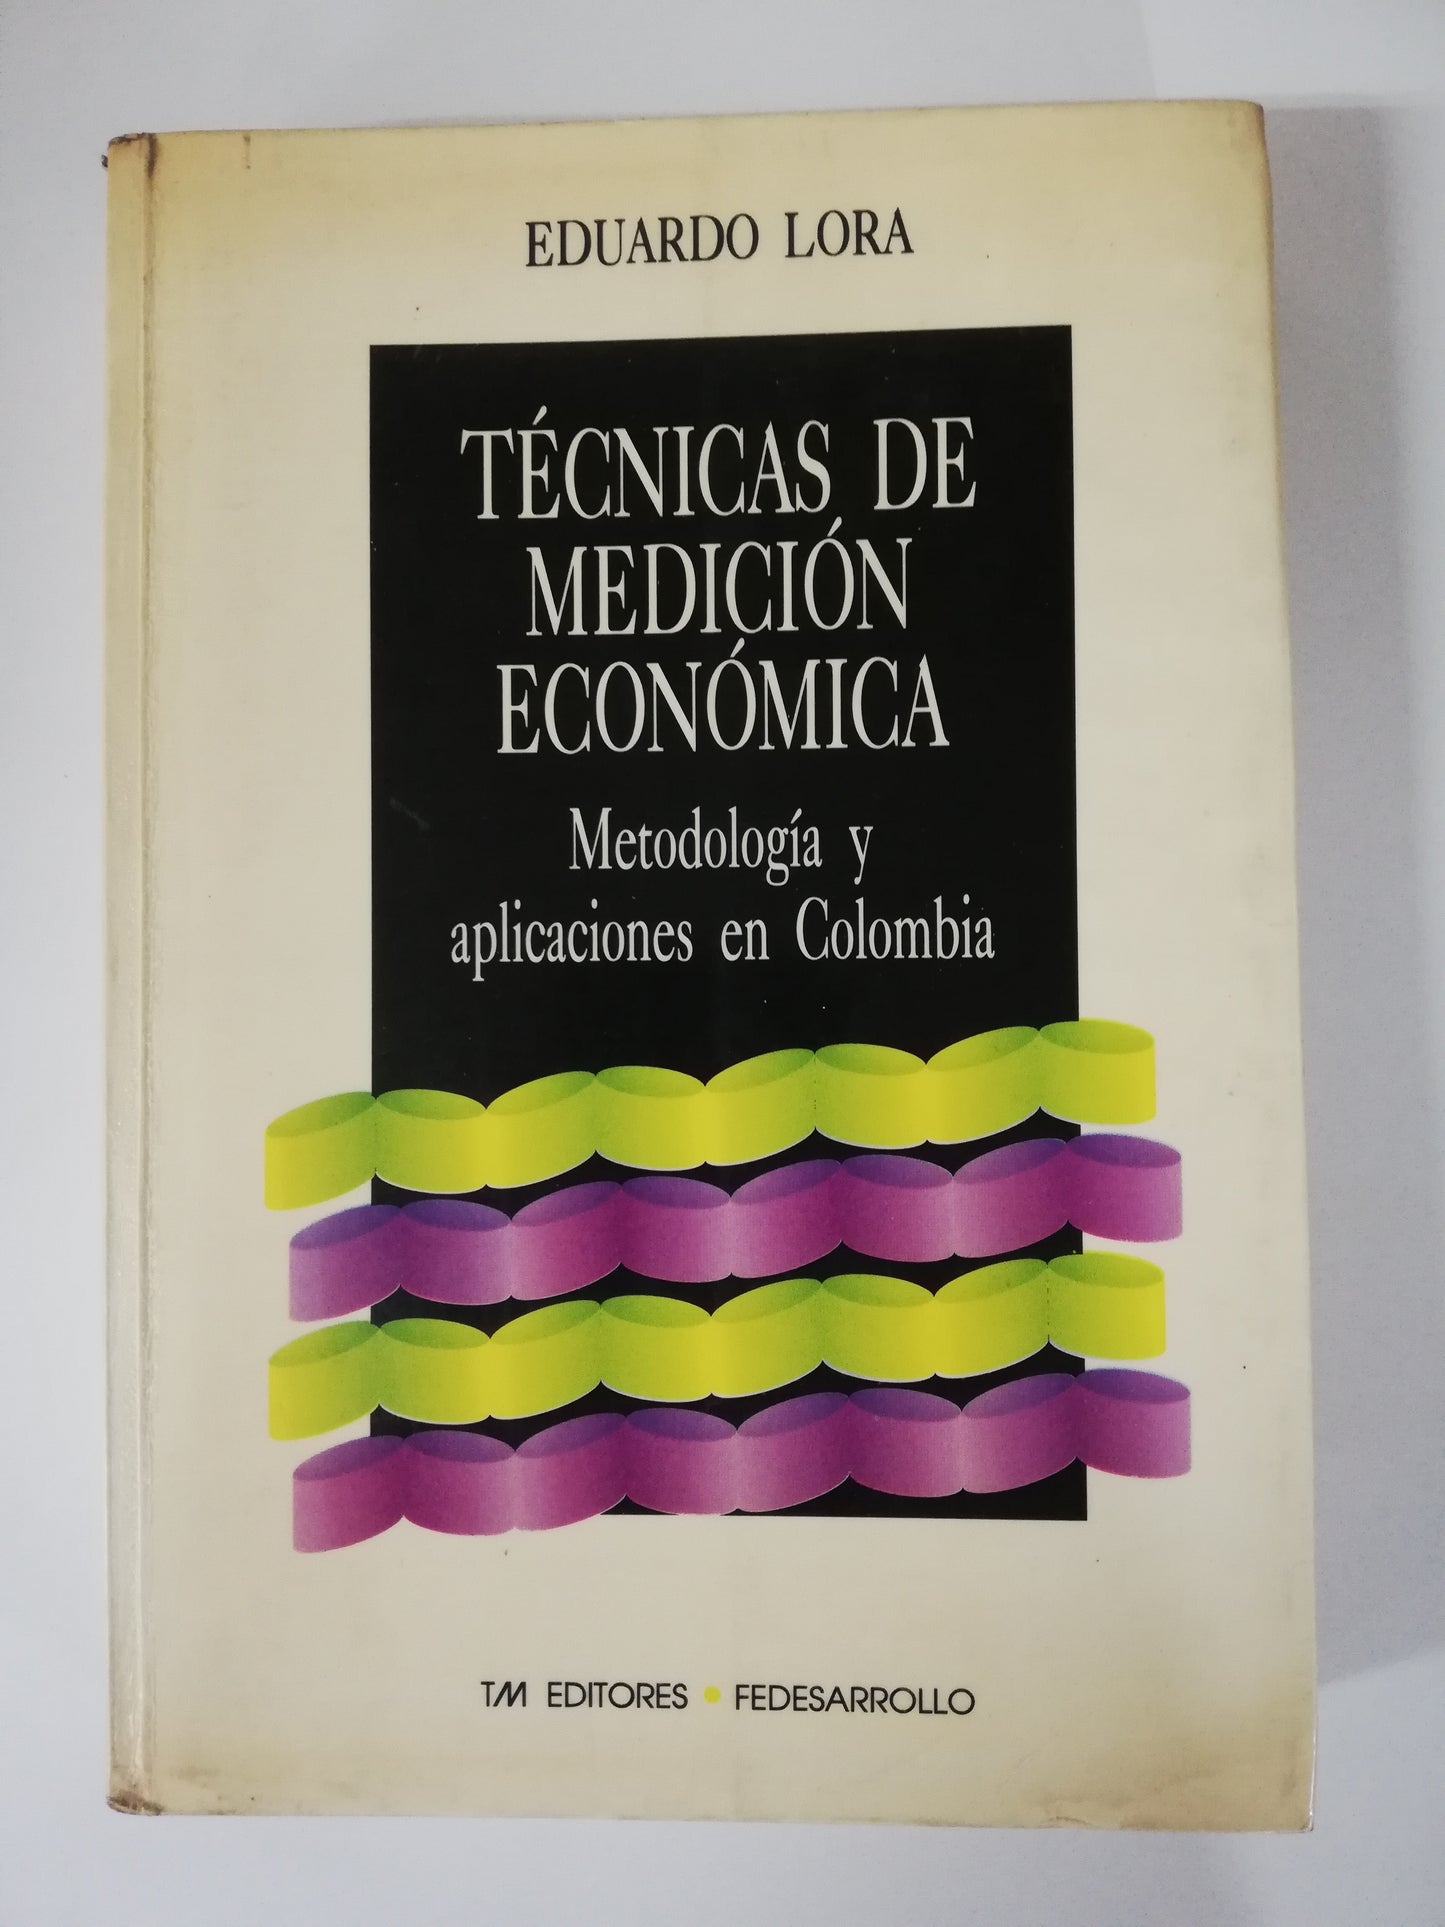 EDUARDO LORA
TÉCNICAS DE
MEDICIÓN
ECONÓMICA
Metodología y
aplicaciones en Colombia
TM EDITORES • FEDESARROLLO